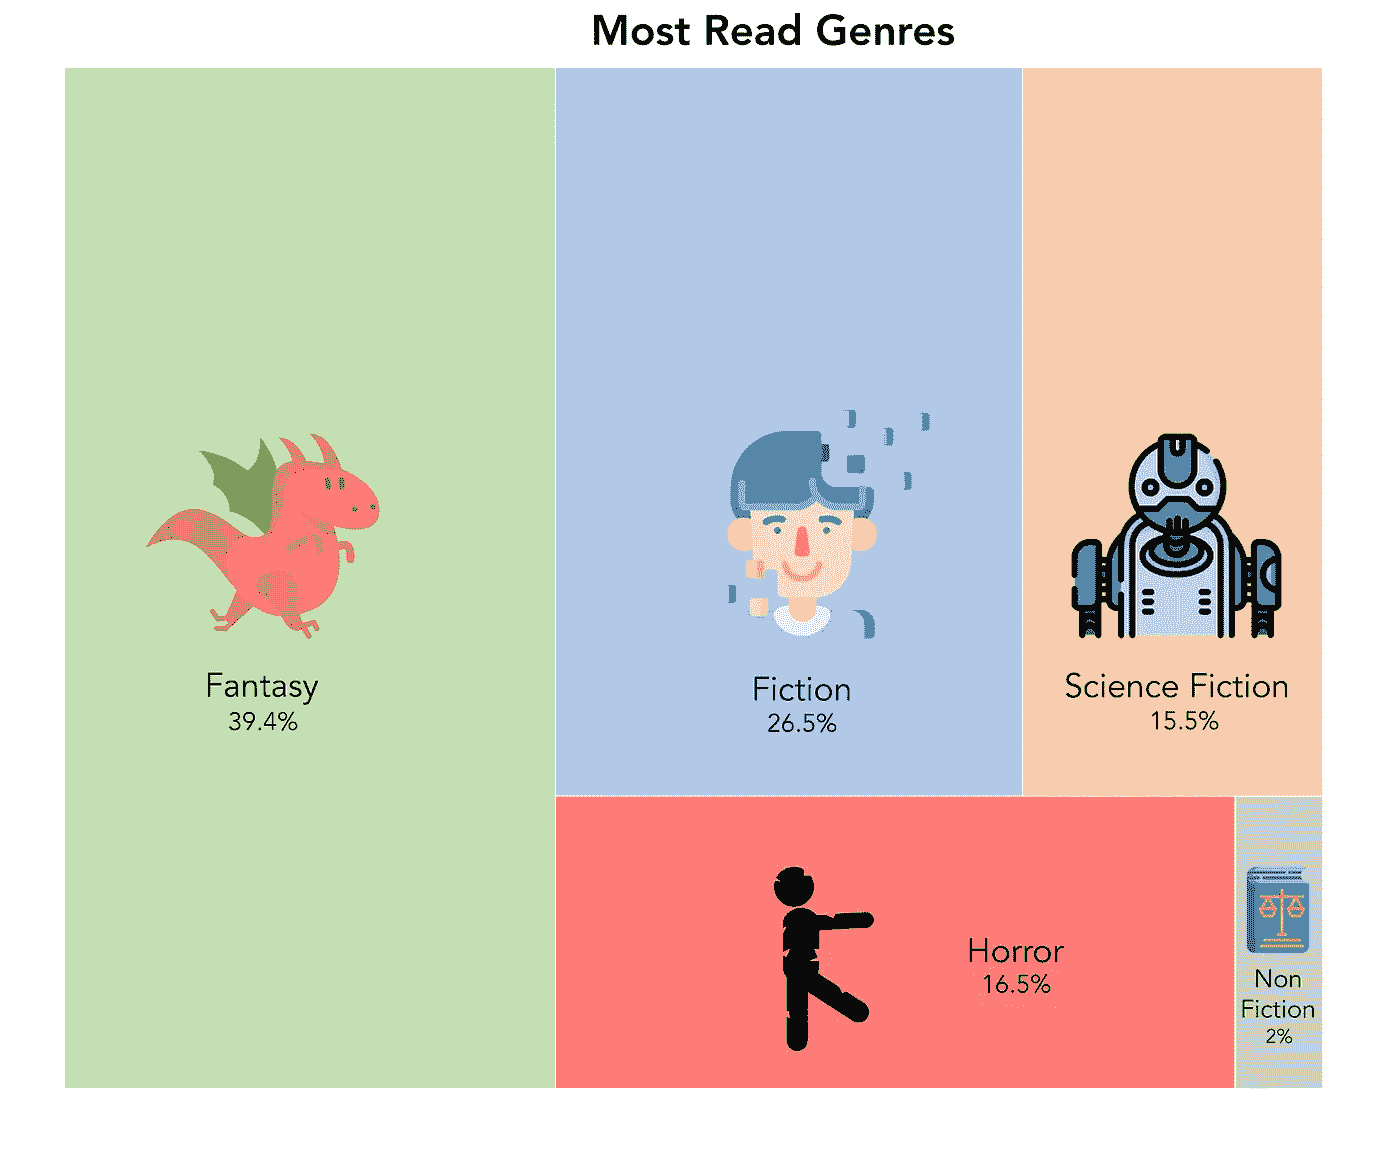 Most Read Genres
Fantasy
39.4%
Fiction
26.5%
Science Fiction
15.5%
Horror
16.5%
Non
Fiction
2%